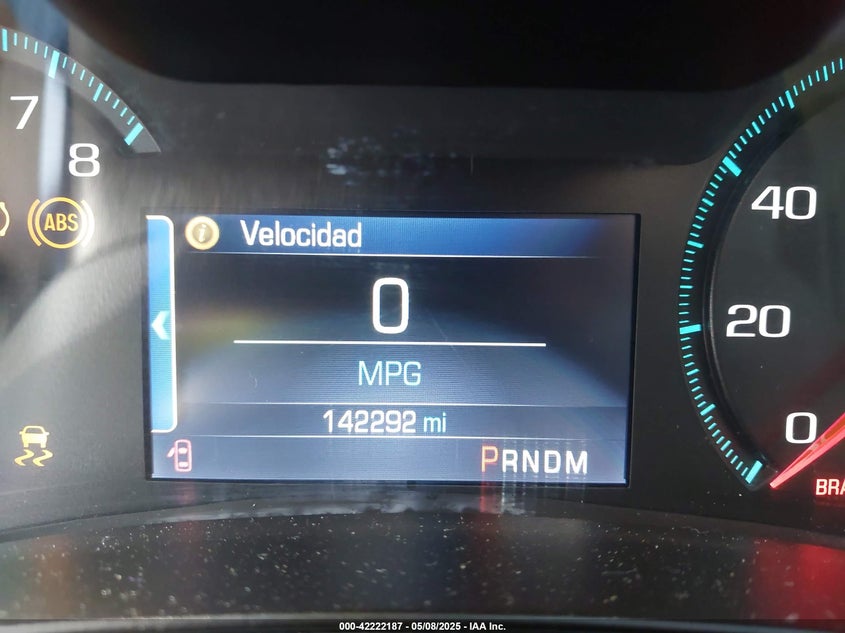 7
8
ABS
Velocidad
0
MPG
142292 mi
PRNDM
40
20
0
BRA
000-42222187 - 05/08/2025 - IAA Inc.